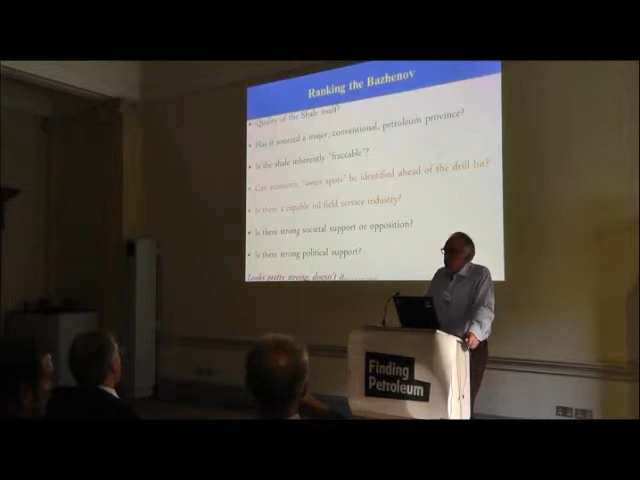 Ranking the Bazhenov
• Quality of the Shale itself?
• Has it sourced a major, conventional, petroleum province?
• Is the shale inherently "fraccable"?
• Can economic "sweet spots" be identified ahead of the drill bit?
• Is there a capable oil field service industry?
• Is there strong societal support or opposition?
• Is there strong political support?
Looks pretty strong, doesn't it.............
Finding
Petroleum